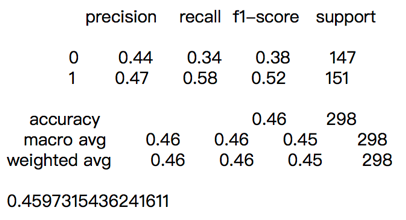 precision recall f1-score support
0 0.44 0.34 0.38 147
1 0.47 0.58 0.52 151
accuracy 0.46 298
macro avg 0.46 0.46 0.45 298
weighted avg 0.46 0.46 0.45 298
0.4597315436241611